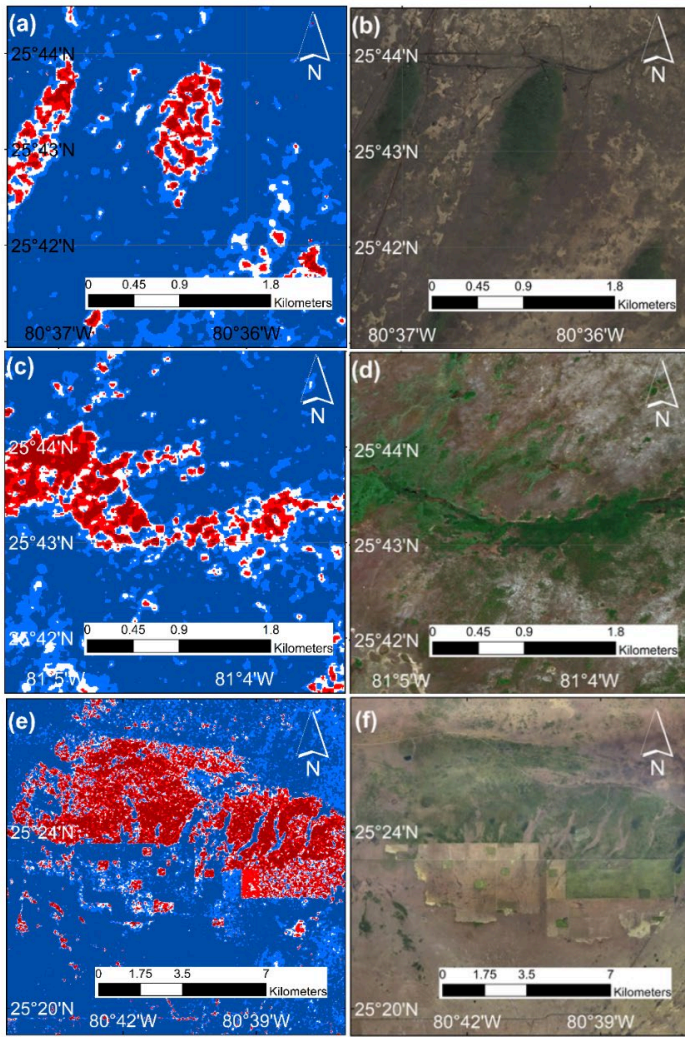 (a)
N
25°44'N
25°43'N
25°42'N
0 0.45 0.9 1.8
Kilometers
80°37'W 80°36'W
(b)
N
25°44'N
25°43'N
25°42'N
0 0.45 0.9 1.8
Kilometers
80°37'W 80°36'W
(c)
N
25°44'N
25°43'N
25°42'N
0 0.45 0.9 1.8
Kilometers
81°5'W 81°4'W
(d)
N
25°44'N
25°43'N
25°42'N
0 0.45 0.9 1.8
Kilometers
81°5'W 81°4'W
(e)
N
25°24'N
0 1.75 3.5 7
Kilometers
25°20'N
80°42'W 80°39'W
(f)
N
25°24'N
0 1.75 3.5 7
Kilometers
25°20'N
80°42'W 80°39'W